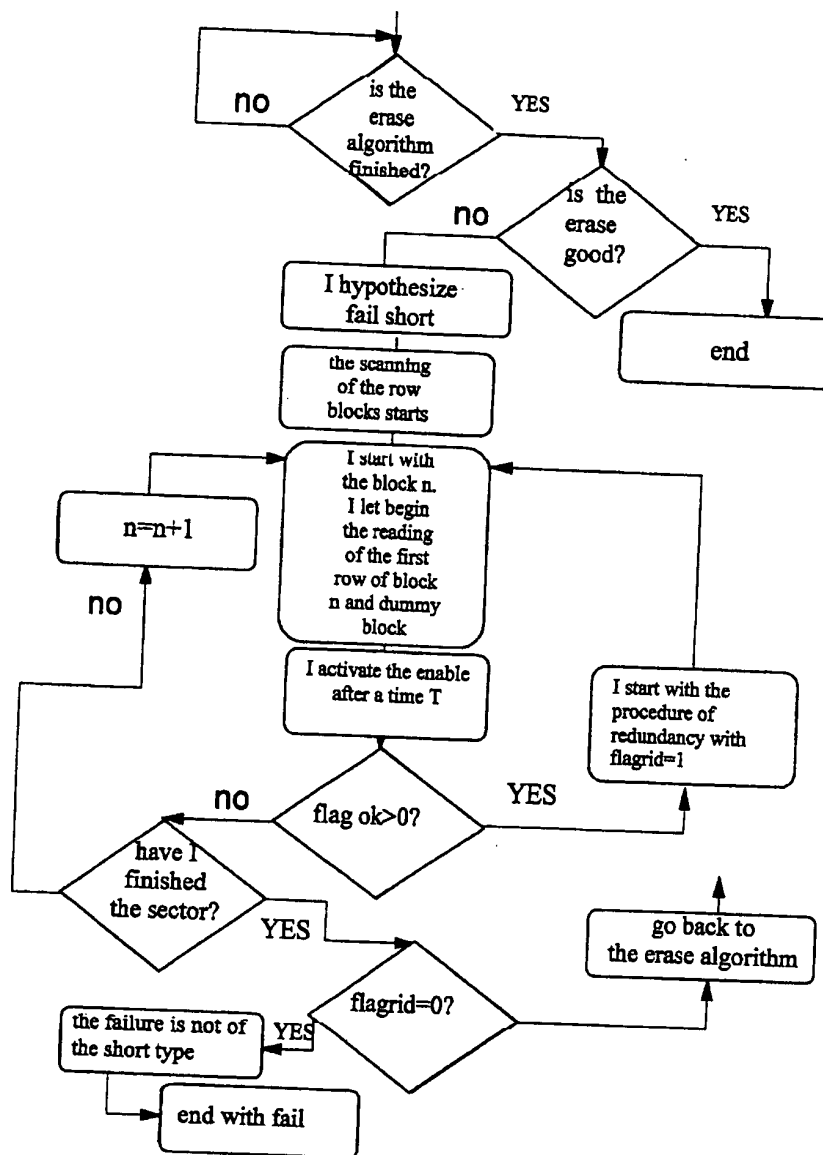 is the
erase
algorithm
finished?
no
YES
is the
erase
good?
no
YES
I hypothesize
fail short
end
the scanning
of the row
blocks starts
I start with
the block n.
I let begin
the reading
of the first
row of block
n and dummy
block
n=n+1
no
I activate the enable
after a time T
I start with the
procedure of
redundancy with
flagrid=1
flag ok>0?
no
YES
have I
finished
the sector?
YES
go back to
the erase algorithm
flagrid=0?
YES
the failure is not of
the short type
end with fail